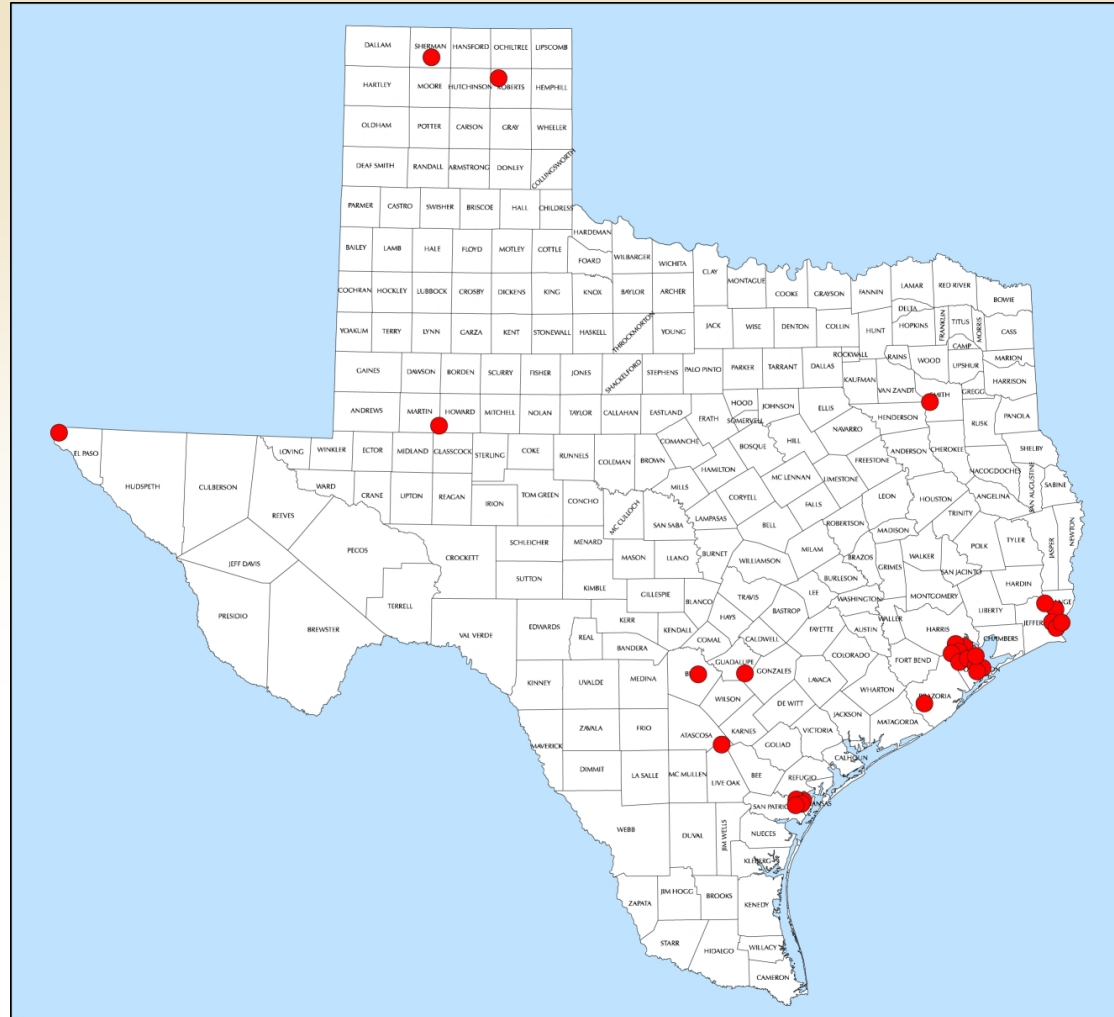 DALLAM SHERMAN HANSFORD OCHILTREE LIPSCOMB
HARTLEY MOORE HUTCHINSON ROBERTS HEMPHILL
OLDHAM POTTER CARSON GRAY WHEELER
DEAF SMITH RANDALL ARMSTRONG DONLEY COLLINGSWORTH
PARMER CASTRO SWISHER BRISCOE HALL CHILDRESS
HARDEMAN
BAILEY LAMB HALE FLOYD MOTLEY COTTLE FOARD WILBARGER WICHITA CLAY MONTAGUE COOKE GRAYSON FANNIN LAMAR RED RIVER BOWIE
COCHRAN HOCKLEY LUBBOCK CROSBY DICKENS KING KNOX BAYLOR ARCHER
DELTA
YOAKUM TERRY LYNN GARZA KENT STONEWALL HASKELL THROCKMORTON YOUNG JACK WISE DENTON COLLIN HUNT HOPKINS FRANKLIN TITUS MORRIS CASS
CAMP
GAINES DAWSON BORDEN SCURRY FISHER JONES SHACKELFORD STEPHENS PALO PINTO PARKER TARRANT DALLAS ROCKWALL RAINS WOOD UPSHUR MARION
KAUFMAN VAN ZANDT SMITH GREGG HARRISON
ANDREWS MARTIN HOWARD MITCHELL NOLAN TAYLOR CALLAHAN EASTLAND ERATH HOOD SOMERVELL JOHNSON ELLIS HENDERSON RUSK PANOLA
NAVARRO
EL PASO HUDSPETH CULBERSON LOVING WINKLER ECTOR MIDLAND GLASSCOCK STERLING COKE RUNNELS COLEMAN BROWN COMANCHE BOSQUE HILL FREESTONE ANDERSON CHEROKEE SHELBY
HAMILTON MC LENNAN LIMESTONE NACOGDOCHES SAN AUGUSTINE SABINE
REEVES WARD CRANE UPTON REAGAN IRION TOM GREEN CONCHO MC CULLOCH SAN SABA MILLS CORYELL FALLS LEON HOUSTON ANGELINA
LAMPASAS BELL ROBERTSON MADISON TRINITY
JEFF DAVIS PECOS CROCKETT SCHLEICHER MENARD MASON LLANO BURNET WILLIAMSON MILAM BRAZOS GRIMES WALKER SAN JACINTO POLK TYLER JASPER NEWTON
PRESIDIO BREWSTER TERRELL SUTTON KIMBLE GILLESPIE BLANCO TRAVIS LEE BURLESON WASHINGTON MONTGOMERY LIBERTY HARDIN
VAL VERDE EDWARDS REAL KERR KENDALL HAYS BASTROP FAYETTE AUSTIN WALLER HARRIS CHAMBERS
BANDERA COMAL CALDWELL COLORADO FORT BEND
KINNEY UVALDE MEDINA GUADALUPE GONZALES LAVACA WHARTON BRAZORIA
WILSON DE WITT
MAVERICK ZAVALA FRIO ATASCOSA KARNES GOLIAD VICTORIA JACKSON MATAGORDA
DIMMIT LA SALLE MC MULLEN LIVE OAK BEE REFUGIO CALHOUN
WEBB DUVAL JIM WELLS NUECES
KLEBERG
ZAPATA JIM HOGG BROOKS KENEDY
STARR HIDALGO WILLACY
CAMERON